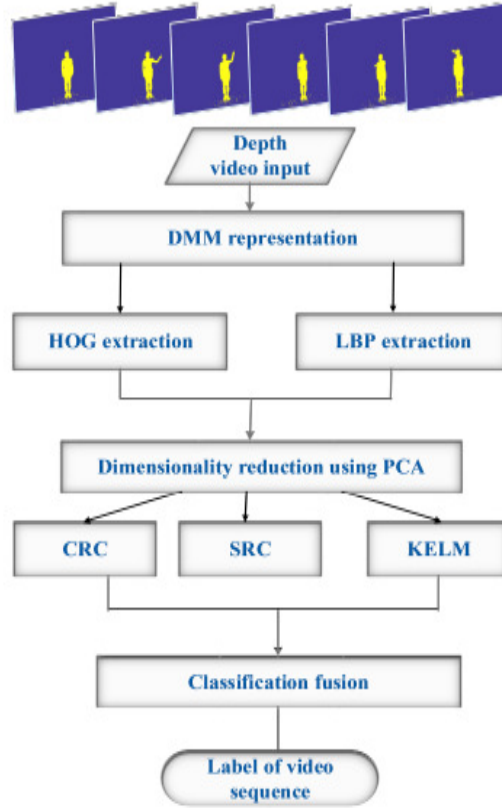 Depth
video input
DMM representation
HOG extraction
LBP extraction
Dimensionality reduction using PCA
CRC
SRC
KELM
Classification fusion
Label of video
sequence